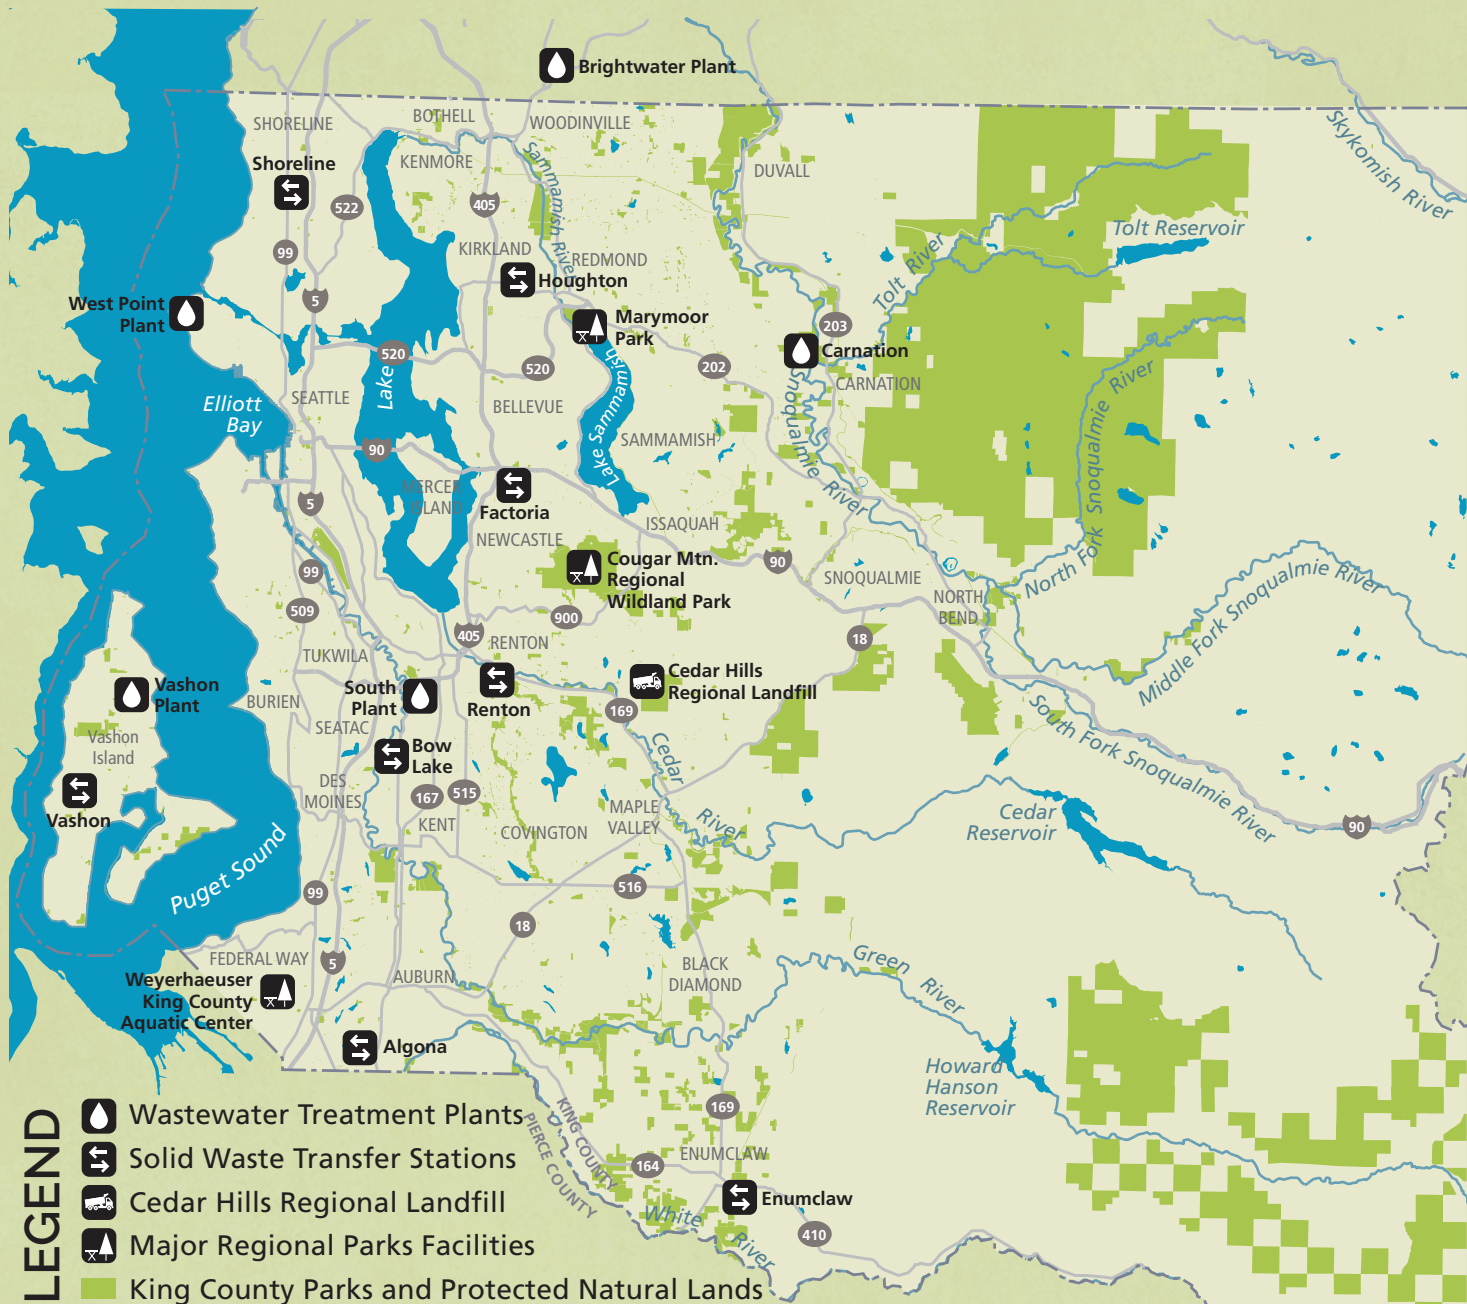 Brightwater Plant
SHORELINE
BOTHELL
WOODINVILLE
Skykomish River
Shoreline
KENMORE
Sammamish River
DUVALL
522
405
Tolt Reservoir
99
KIRKLAND
REDMOND
Tolt River
Houghton
5
West Point
Plant
Marymoor
Park
203
520
520
202
Carnation
CARNATION
Lake
Lake Sammamish
Snoqualmie River
North Fork Snoqualmie River
Elliott
Bay
SEATTLE
BELLEVUE
SAMMAMISH
90
MERCER
ISLAND
5
Factoria
ISSAQUAH
NEWCASTLE
Cougar Mtn.
Regional
Wildland Park
90
SNOQUALMIE
NORTH
BEND
Middle Fork Snoqualmie River
99
509
900
405
RENTON
18
TUKWILA
Vashon
Plant
BURIEN
South
Plant
Renton
Cedar Hills
Regional Landfill
169
South Fork Snoqualmie River
Vashon
Island
SEATAC
Bow
Lake
Cedar River
Vashon
DES
MOINES
167
515
KENT
COVINGTON
MAPLE
VALLEY
Cedar
Reservoir
90
Puget Sound
99
516
18
FEDERAL WAY
5
AUBURN
BLACK
DIAMOND
Green River
Weyerhaeuser
King County
Aquatic Center
Algona
Howard
Hanson
Reservoir
169
KING COUNTY
PIERCE COUNTY
164
ENUMCLAW
Enumclaw
White River
410
LEGEND
Wastewater Treatment Plants
Solid Waste Transfer Stations
Cedar Hills Regional Landfill
Major Regional Parks Facilities
King County Parks and Protected Natural Lands